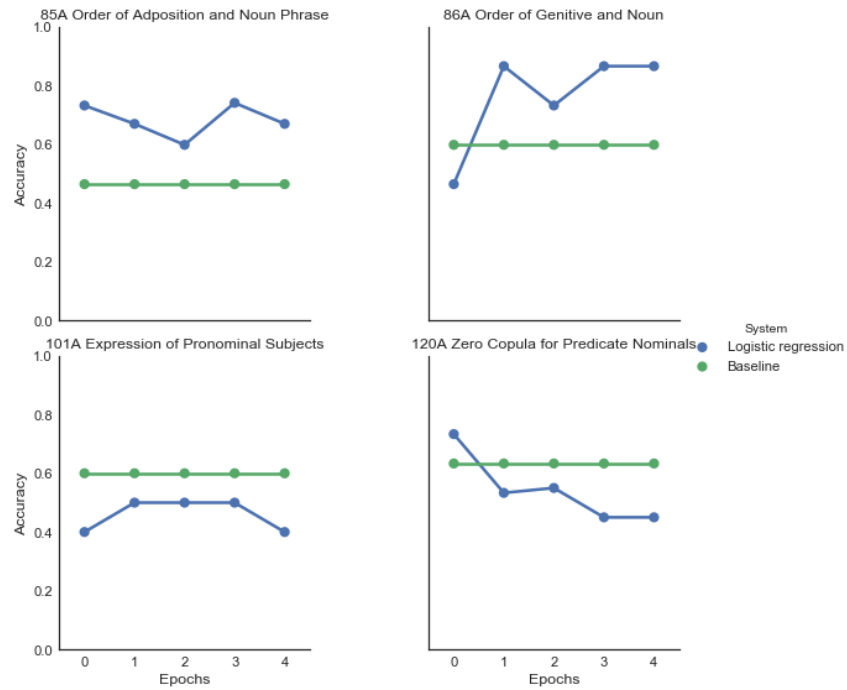 85A Order of Adposition and Noun Phrase
86A Order of Genitive and Noun
1.0
0.8
0.6
0.4
0.2
0.0
Accuracy
System
Logistic regression
Baseline
101A Expression of Pronominal Subjects
120A Zero Copula for Predicate Nominals
1.0
0.8
0.6
0.4
0.2
0.0
Accuracy
0 1 2 3 4
Epochs
0 1 2 3 4
Epochs